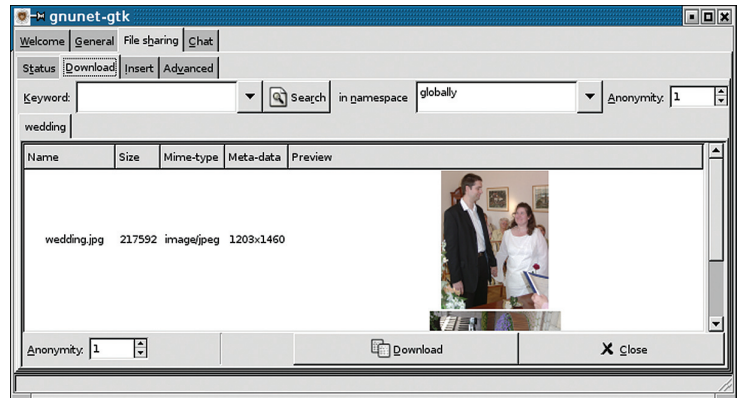 gnunet-gtk
Welcome General File sharing Chat
Status Download Insert Advanced
Keyword: Search in namespace globally Anonymity: 1
wedding
Name Size Mime-type Meta-data Preview
wedding.jpg 217592 image/jpeg 1203x1460
Anonymity: 1 Download Close